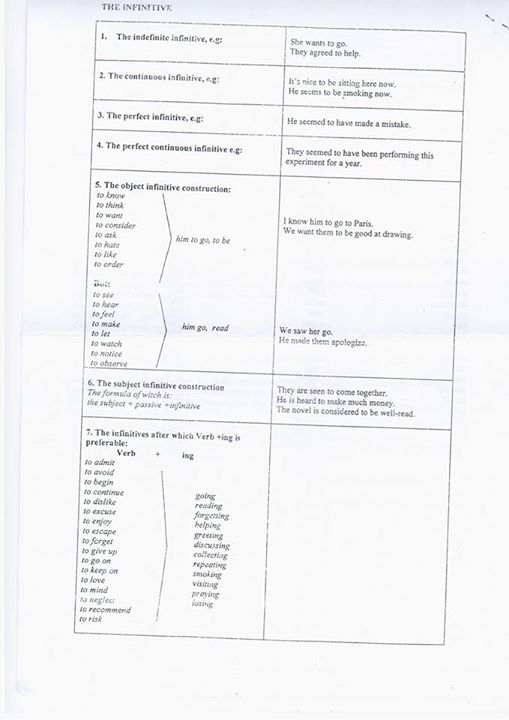 THE INFINITIVE
1. The indefinite infinitive, e.g:
She wants to go.
They agreed to help.
2. The continuous infinitive, e.g:
It's nice to be sitting here now.
He seems to be smoking now.
3. The perfect infinitive, e.g:
He seemed to have made a mistake.
4. The perfect continuous infinitive e.g:
They seemed to have been performing this
experiment for a year.
5. The object infinitive construction:
to know
to think
to want
to consider
to ask
to hate
to like
to order
him to go, to be
I know him to go to Paris.
We want them to be good at drawing.
But:
to see
to hear
to feel
to make
to let
to watch
to notice
to observe
him go, read
We saw her go.
He made them apologize.
6. The subject infinitive construction
The formula of witch is:
the subject + passive +infinitive
They are seen to come together.
He is heard to make much money.
The novel is considered to be well-read.
7. The infinitives after which Verb +ing is
preferable:
Verb + ing
to admit
to avoid
to begin
to continue
to dislike
to excuse
to enjoy
to escape
to forget
to give up
to go on
to keep on
to love
to mind
to neglect
to recommend
to risk
going
reading
forgetting
helping
greeting
discussing
collecting
repeating
smoking
visiting
praying
losing